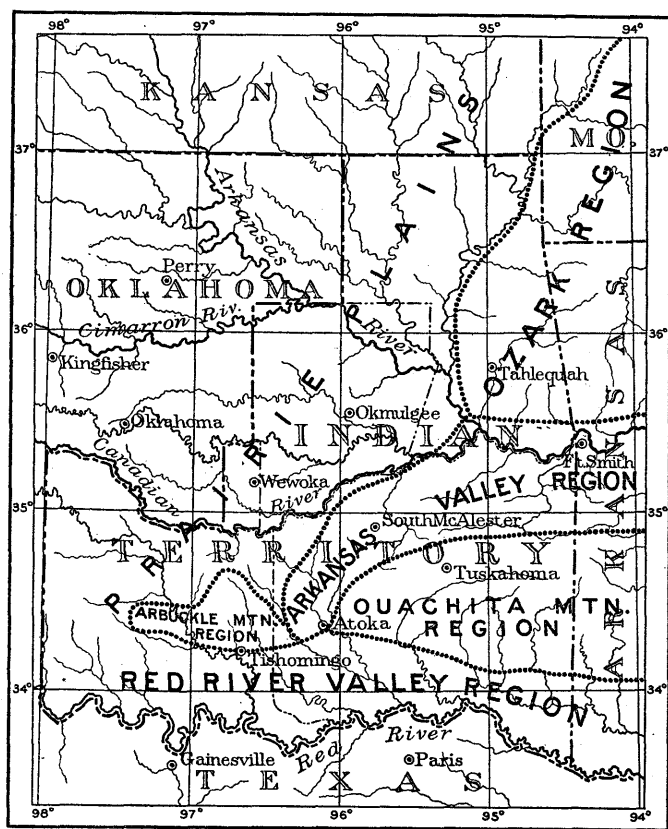 98° 97° 96° 95° 94°
KANSAS
PRAIRIE PLAINS
MO.
OZARK REGION
37° 37°
Arkansas River
Perry
OKLAHOMA
Cimarron Riv.
36° 36°
Kingfisher
Tahlequah
Oklahoma
Okmulgee
INDIAN TERRITORY
ARKANSAS
Ft. Smith
Canadian River
Wewoka
ARKANSAS VALLEY REGION
35° 35°
South McAlester
Tuskahoma
ARBUCKLE MTN.
REGION
OUACHITA MTN.
REGION
Atoka
Tishomingo
34° 34°
RED RIVER VALLEY REGION
Red River
Gainesville
Paris
TEXAS
98° 97° 96° 95° 94°